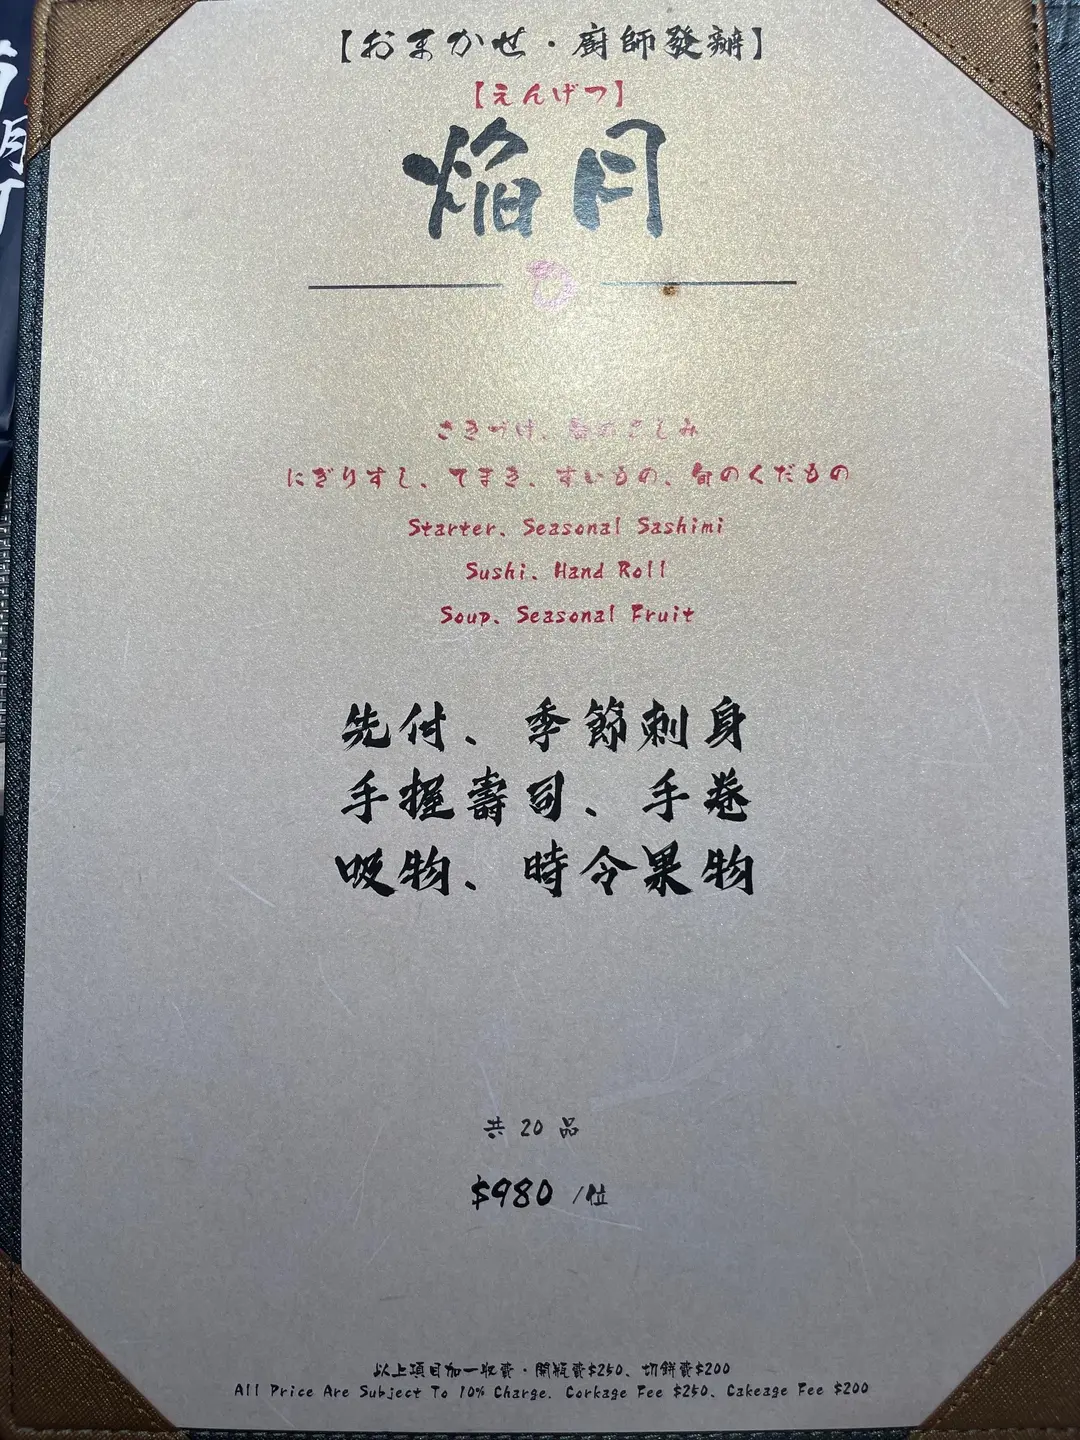 【おまかせ・廚師發辦】
【えんげつ】
焰月
さきづけ、旬のさしみ
にぎりすし、てまき、すいもの、旬のくだもの
Starter、Seasonal Sashimi
Sushi、Hand Roll
Soup、Seasonal Fruit
先付、季節刺身
手握壽司、手卷
吸物、時令果物
共 20 品
$980 /位
以上項目加一收費・開瓶費$250、切餅費$200
All Price Are Subject To 10% Charge. Corkage Fee $250、Cakeage Fee $200